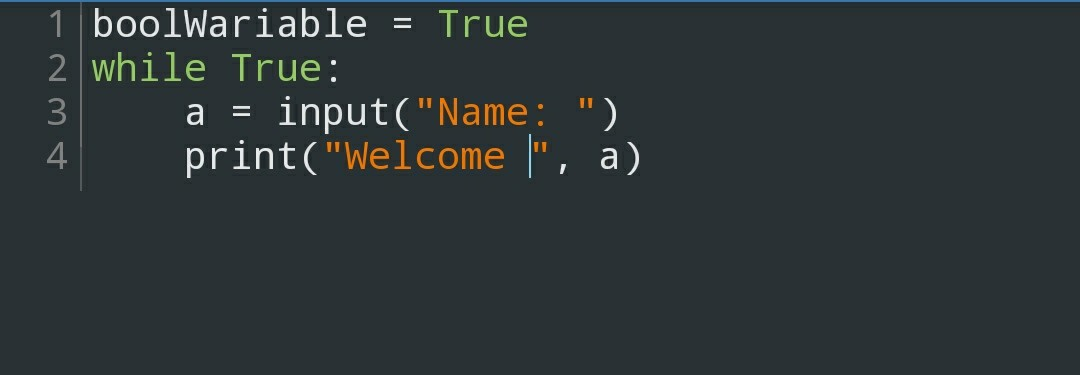 1 boolWariable = True
2 while True:
3     a = input("Name: ")
4     print("Welcome ", a)